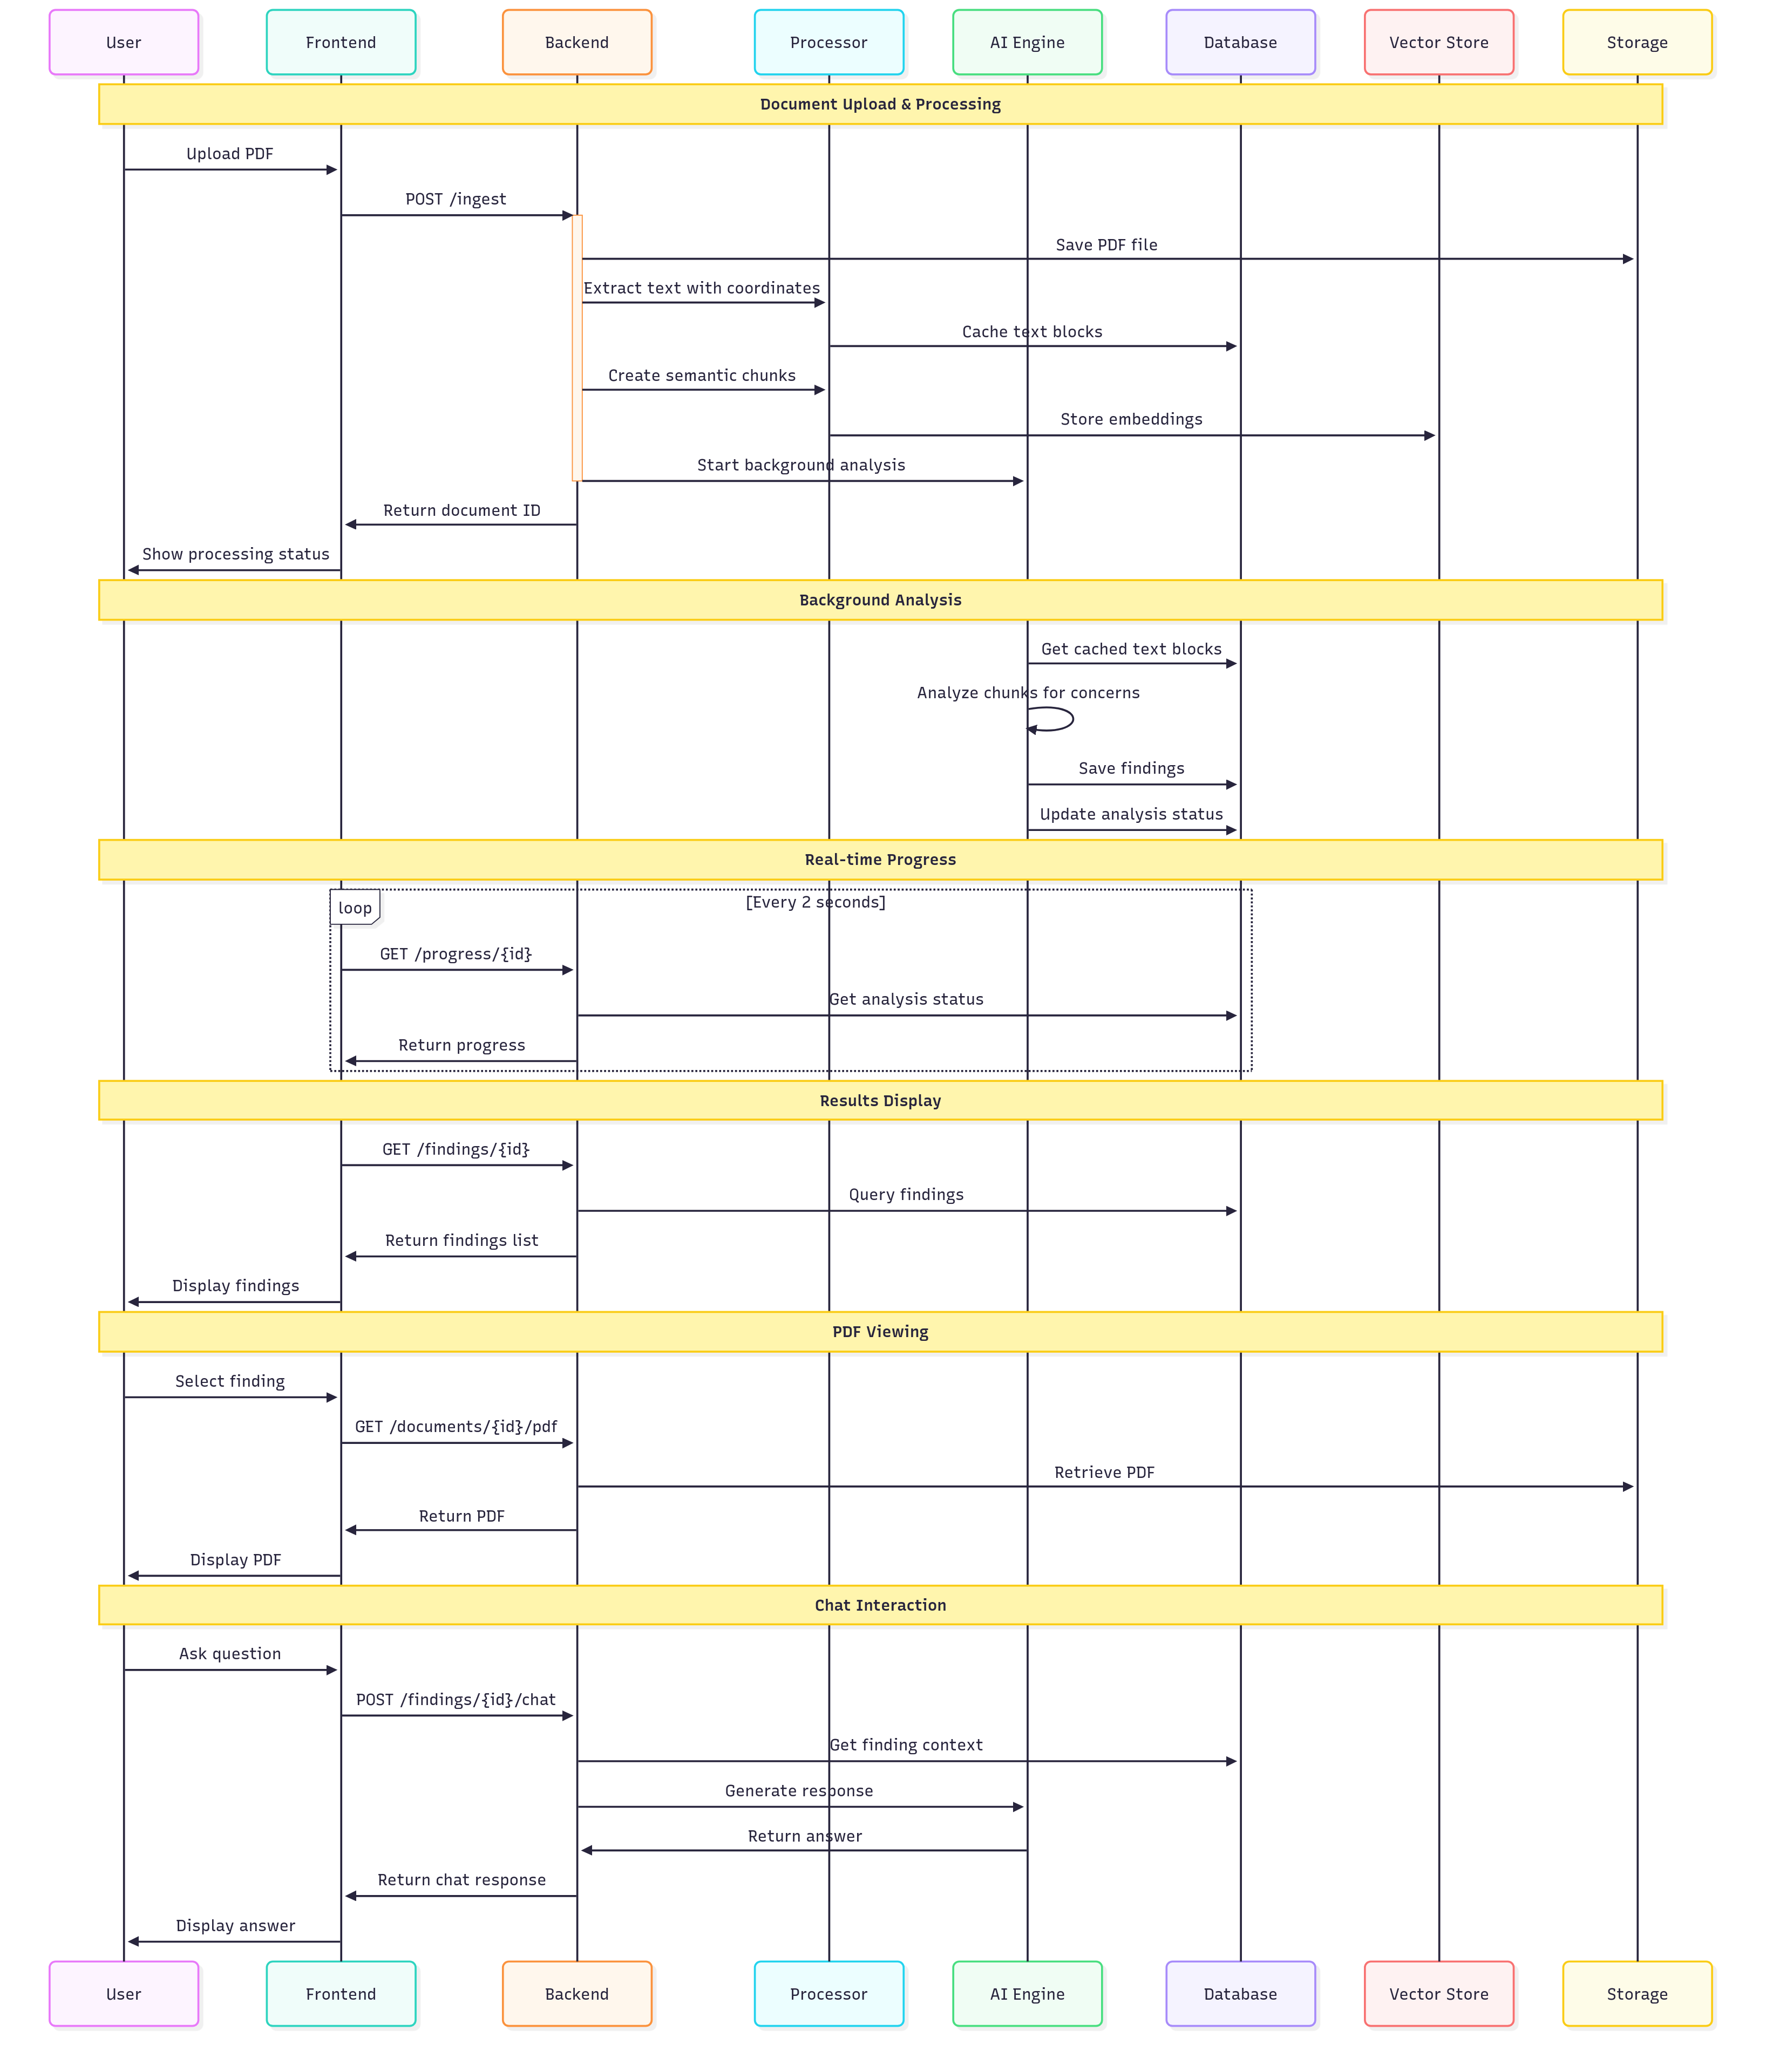 User
Frontend
Backend
Processor
AI Engine
Database
Vector Store
Storage
Document Upload & Processing
Upload PDF
POST /ingest
Save PDF file
Extract text with coordinates
Cache text blocks
Create semantic chunks
Store embeddings
Start background analysis
Return document ID
Show processing status
Background Analysis
Get cached text blocks
Analyze chunks for concerns
Save findings
Update analysis status
Real-time Progress
loop
[Every 2 seconds]
GET /progress/{id}
Get analysis status
Return progress
Results Display
GET /findings/{id}
Query findings
Return findings list
Display findings
PDF Viewing
Select finding
GET /documents/{id}/pdf
Retrieve PDF
Return PDF
Display PDF
Chat Interaction
Ask question
POST /findings/{id}/chat
Get finding context
Generate response
Return answer
Return chat response
Display answer
User
Frontend
Backend
Processor
AI Engine
Database
Vector Store
Storage